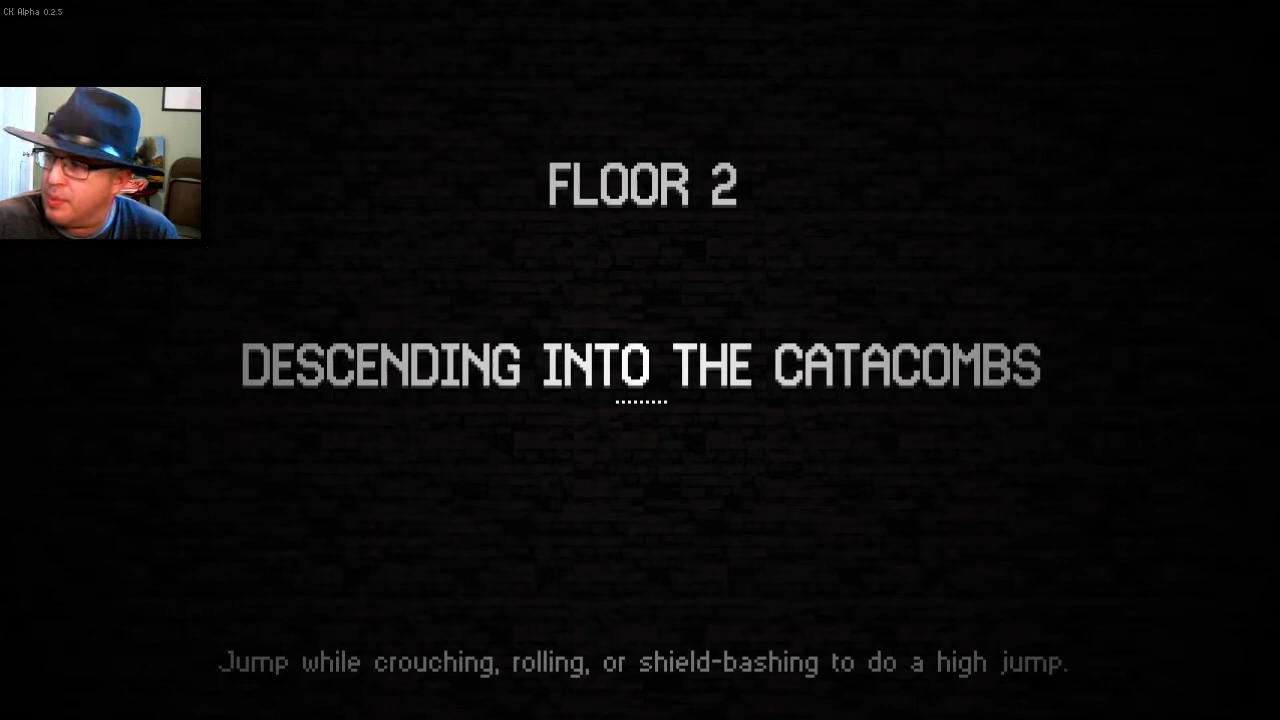 CK Alpha 0.2.5
FLOOR 2
DESCENDING INTO THE CATACOMBS
Jump while crouching, rolling, or shield-bashing to do a high jump.